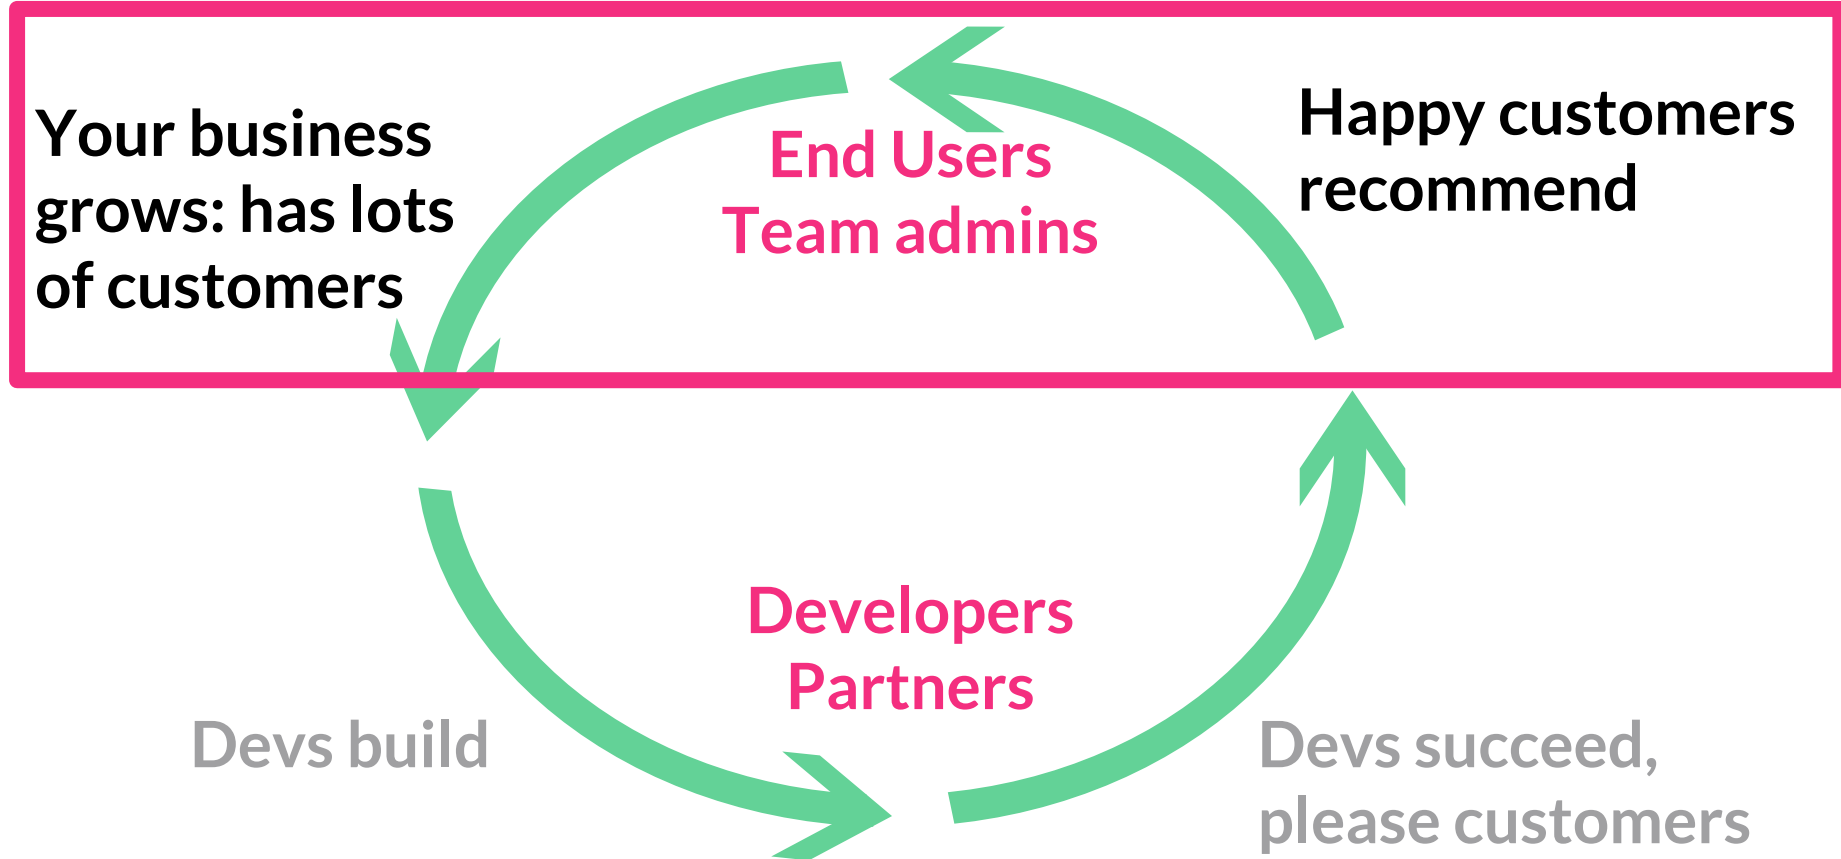 Your business
grows: has lots
of customers
End Users
Team admins
Happy customers
recommend
Developers
Partners
Devs build
Devs succeed,
please customers